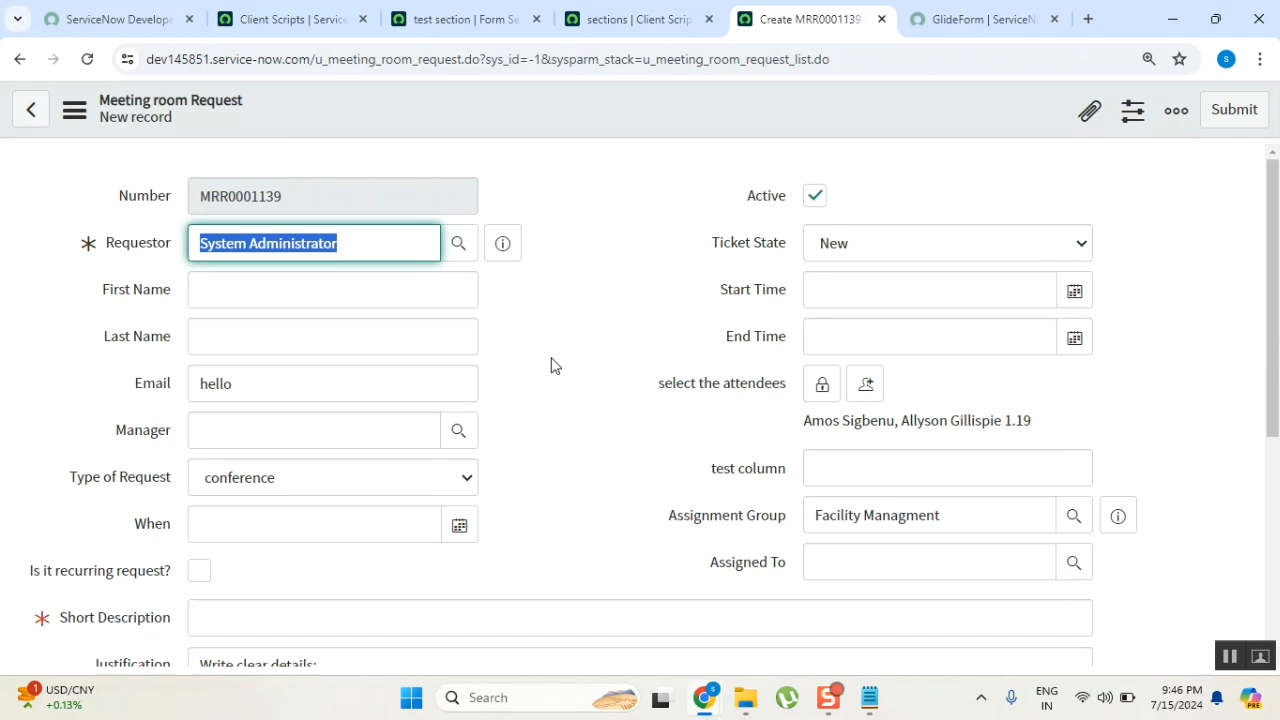 ServiceNow Develope
Client Scripts | Service
test section | Form Se
sections | Client Scrip
Create MRR0001139
GlideForm | ServiceN
dev145851.service-now.com/u_meeting_room_request.do?sys_id=-1&sysparm_stack=u_meeting_room_request_list.do
S
Meeting room Request
New record
Submit
Number
MRR0001139
Active
Requestor
System Administrator
Ticket State
New
First Name
Start Time
Last Name
End Time
Email
hello
select the attendees
Amos Sigbenu, Allyson Gillispie 1.19
Manager
Type of Request
conference
test column
When
Assignment Group
Facility Managment
Is it recurring request?
Assigned To
Short Description
Justification
Write clear details:
1
USD/CNY
+0.13%
Search
S
S
ENG
IN
9:46 PM
7/15/2024
PRE